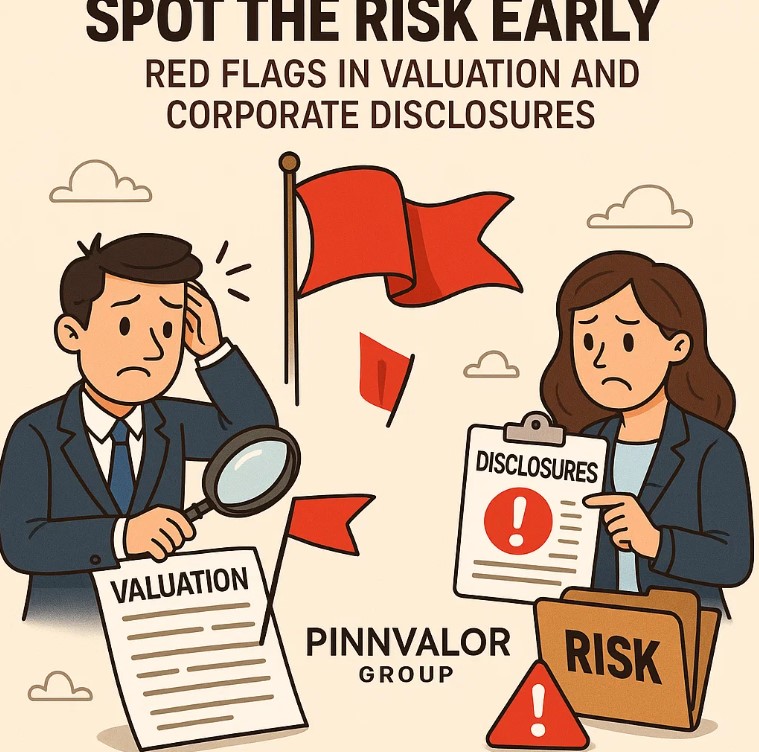 SPOT THE RISK EARLY
RED FLAGS IN VALUATION AND
CORPORATE DISCLOSURES
DISCLOSURES
!
VALUATION
PINNVALOR
GROUP
RISK
!